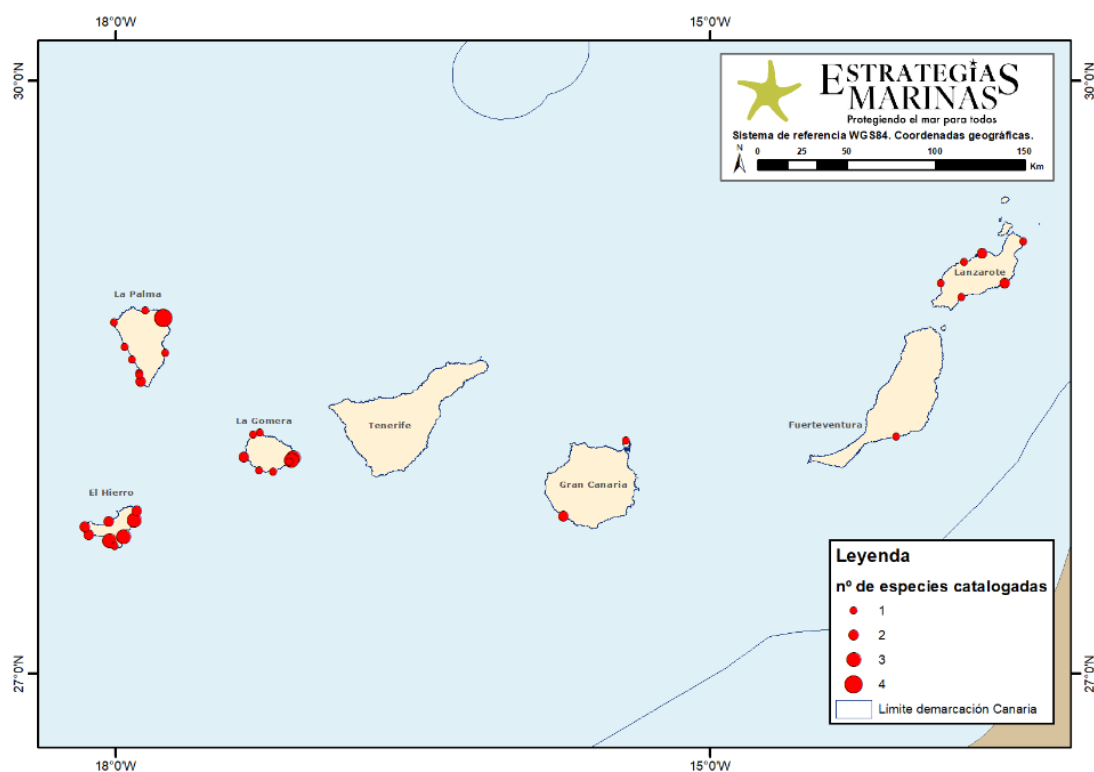 18°0'W
15°0'W
30°0'N
30°0'N
ESTRATEGIAS
MARINAS
Protegiendo el mar para todos
Sistema de referencia WGS84. Coordenadas geográficas.
N
0 25 50 100 150
Km
Lanzarote
La Palma
La Gomera
Tenerife
Fuerteventura
Gran Canaria
El Hierro
Leyenda
nº de especies catalogadas
1
2
3
4
Límite demarcación Canaria
27°0'N
27°0'N
18°0'W
15°0'W